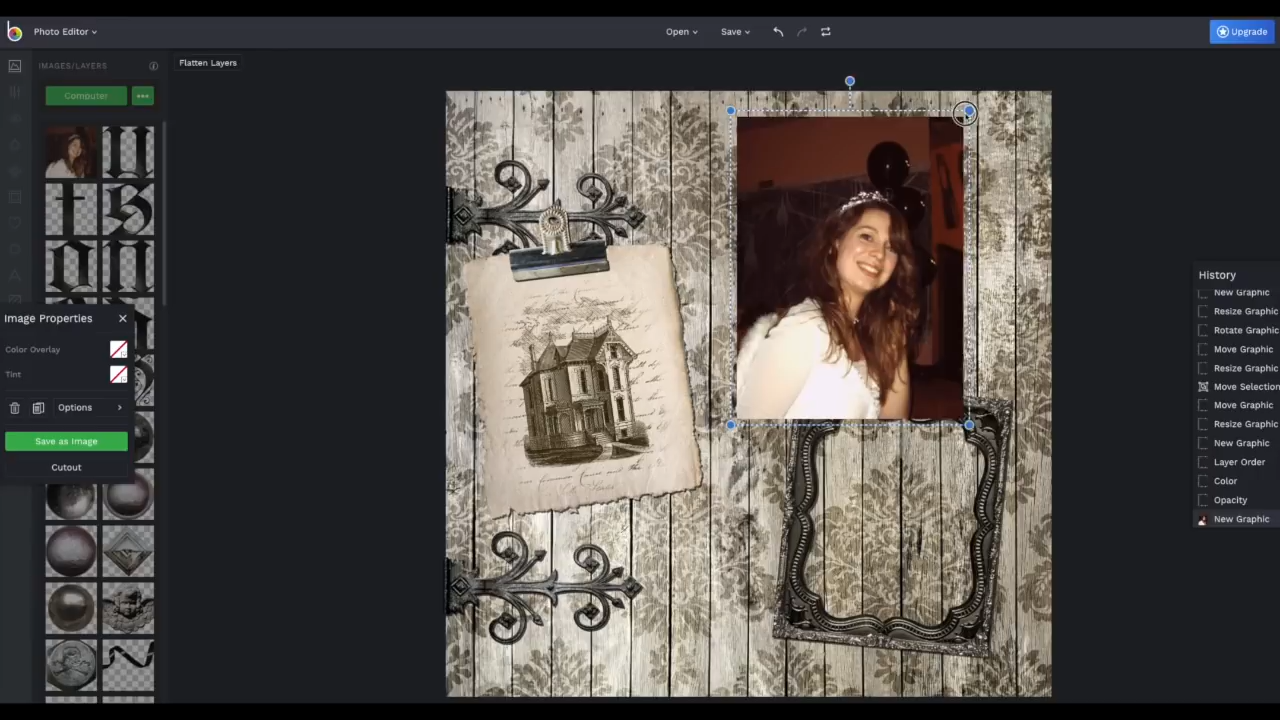 Photo Editor
Open
Save
Upgrade
IMAGES/LAYERS
Flatten Layers
Computer
Image Properties
Color Overlay
Tint
Options
Save as Image
Cutout
History
New Graphic
Resize Graphic
Rotate Graphic
Move Graphic
Resize Graphic
Move Selection
Move Graphic
Resize Graphic
New Graphic
Layer Order
Color
Opacity
New Graphic